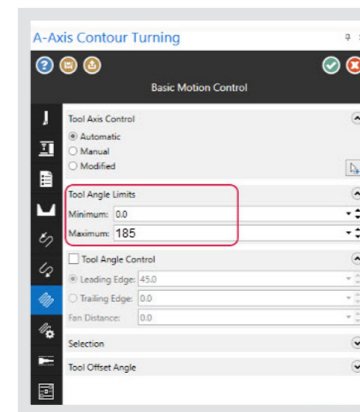 A-Axis Contour Turning
Basic Motion Control
Tool Axis Control
Automatic
Manual
Modified
Tool Angle Limits
Minimum: 0.0
Maximum: 185
Tool Angle Control
Leading Edge: 45.0
Trailing Edge: 0.0
Fan Distance: 0.0
Selection
Tool Offset Angle